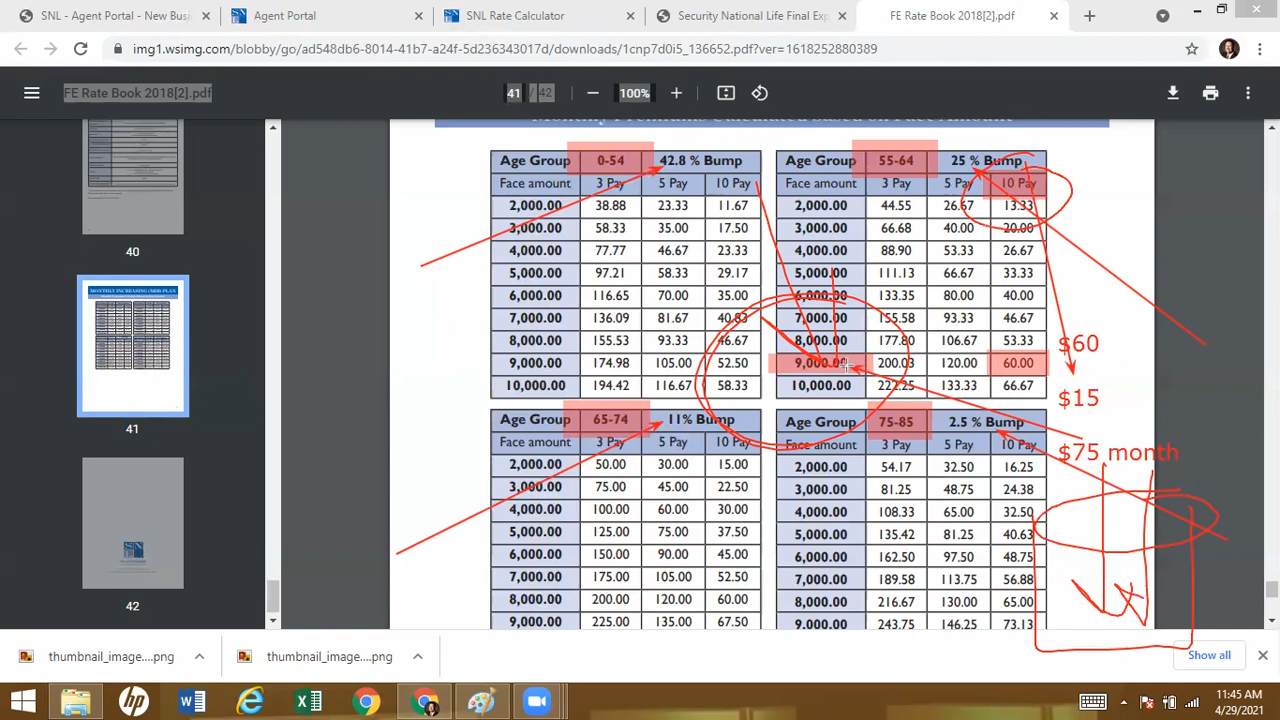 SNL - Agent Portal - New Busi
Agent Portal
SNL Rate Calculator
Security National Life Final Exp
FE Rate Book 2018[2].pdf
img1.wsimg.com/blobby/go/ad548db6-8014-41b7-a24f-5d236343017d/downloads/1cnp7d0i5_136652.pdf?ver=1618252880389
FE Rate Book 2018[2].pdf
41 / 42
100%
Monthly Premiums Calculated Based on Face Amount
Age Group 0-54 42.8 % Bump
Face amount 3 Pay 5 Pay 10 Pay
2,000.00 38.88 23.33 11.67
3,000.00 58.33 35.00 17.50
4,000.00 77.77 46.67 23.33
5,000.00 97.21 58.33 29.17
6,000.00 116.65 70.00 35.00
7,000.00 136.09 81.67 40.83
8,000.00 155.53 93.33 46.67
9,000.00 174.98 105.00 52.50
10,000.00 194.42 116.67 58.33
Age Group 55-64 25 % Bump
Face amount 3 Pay 5 Pay 10 Pay
2,000.00 44.55 26.67 13.33
3,000.00 66.68 40.00 20.00
4,000.00 88.90 53.33 26.67
5,000.00 111.13 66.67 33.33
6,000.00 133.35 80.00 40.00
7,000.00 155.58 93.33 46.67
8,000.00 177.80 106.67 53.33
9,000.00 200.03 120.00 60.00
10,000.00 222.25 133.33 66.67
$60
$15
$75 month
Age Group 65-74 11% Bump
Face amount 3 Pay 5 Pay 10 Pay
2,000.00 50.00 30.00 15.00
3,000.00 75.00 45.00 22.50
4,000.00 100.00 60.00 30.00
5,000.00 125.00 75.00 37.50
6,000.00 150.00 90.00 45.00
7,000.00 175.00 105.00 52.50
8,000.00 200.00 120.00 60.00
9,000.00 225.00 135.00 67.50
Age Group 75-85 2.5 % Bump
Face amount 3 Pay 5 Pay 10 Pay
2,000.00 54.17 32.50 16.25
3,000.00 81.25 48.75 24.38
4,000.00 108.33 65.00 32.50
5,000.00 135.42 81.25 40.63
6,000.00 162.50 97.50 48.75
7,000.00 189.58 113.75 56.88
8,000.00 216.67 130.00 65.00
9,000.00 243.75 146.25 73.13
40
41
42
thumbnail_image....png
thumbnail_image....png
Show all
11:45 AM
4/29/2021